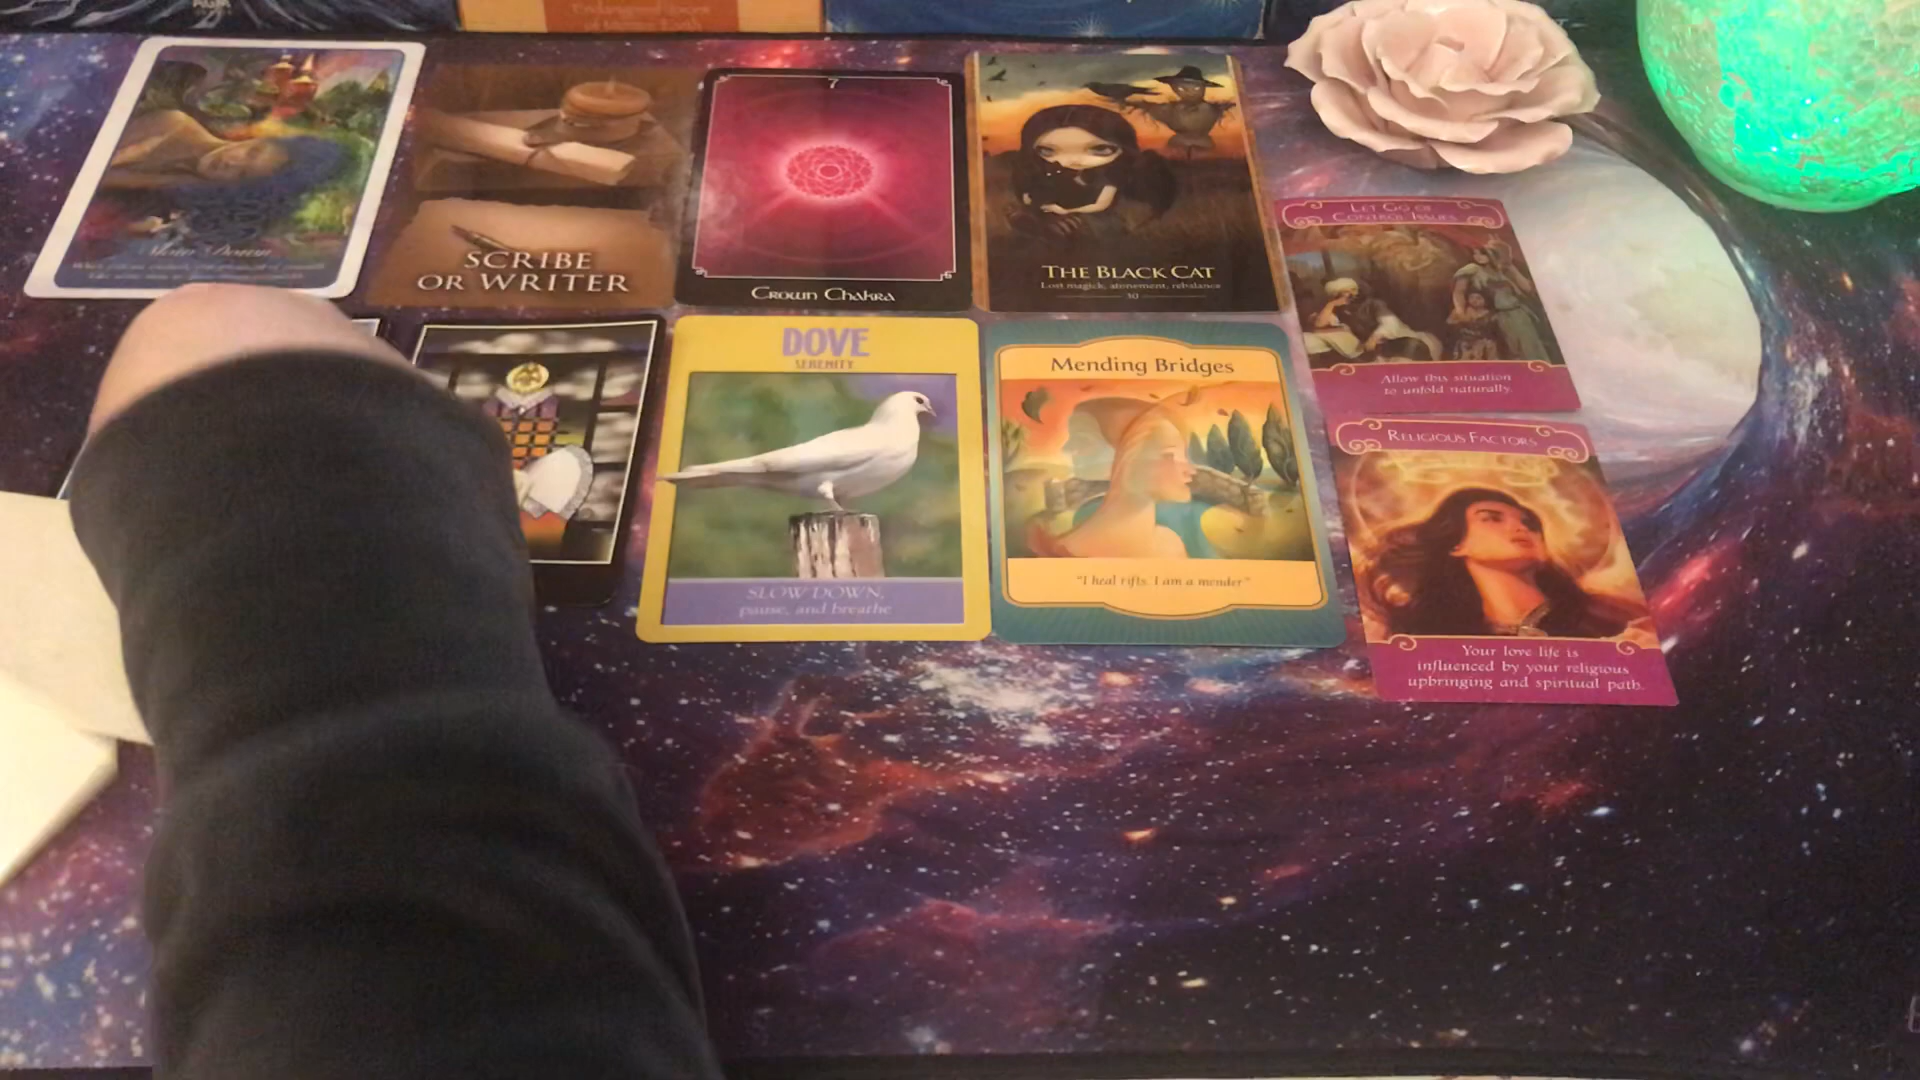 SCRIBE
OR WRITER
7
Crown Chakra
THE BLACK CAT
Lost magick, atonement, rebalance
LET GO OF
CONTROL ISSUES
Allow this situation
to unfold naturally.
DOVE
SERENITY
SLOW DOWN,
pause, and breathe
Mending Bridges
"I heal rifts. I am a mender"
RELIGIOUS FACTORS
Your love life is
influenced by your religious
upbringing and spiritual path.